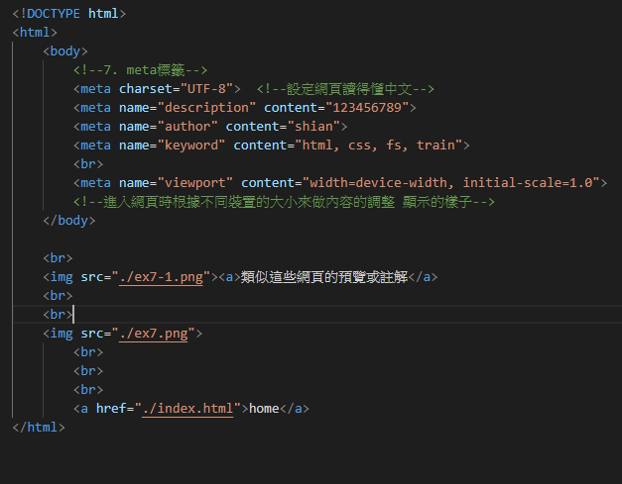 <!DOCTYPE html>
<html>
<body>
<!--7. meta標籤-->
<meta charset="UTF-8">  <!--設定網頁讀得懂中文-->
<meta name="description" content="123456789">
<meta name="author" content="shian">
<meta name="keyword" content="html, css, fs, train">
<br>
<meta name="viewport" content="width=device-width, initial-scale=1.0">
<!--進入網頁時根據不同裝置的大小來做內容的調整 顯示的樣子-->
</body>
<br>
<img src="./ex7-1.png"><a>類似這些網頁的預覽或註解</a>
<br>
<br>
<img src="./ex7.png">
<br>
<br>
<br>
<a href="./index.html">home</a>
</html>